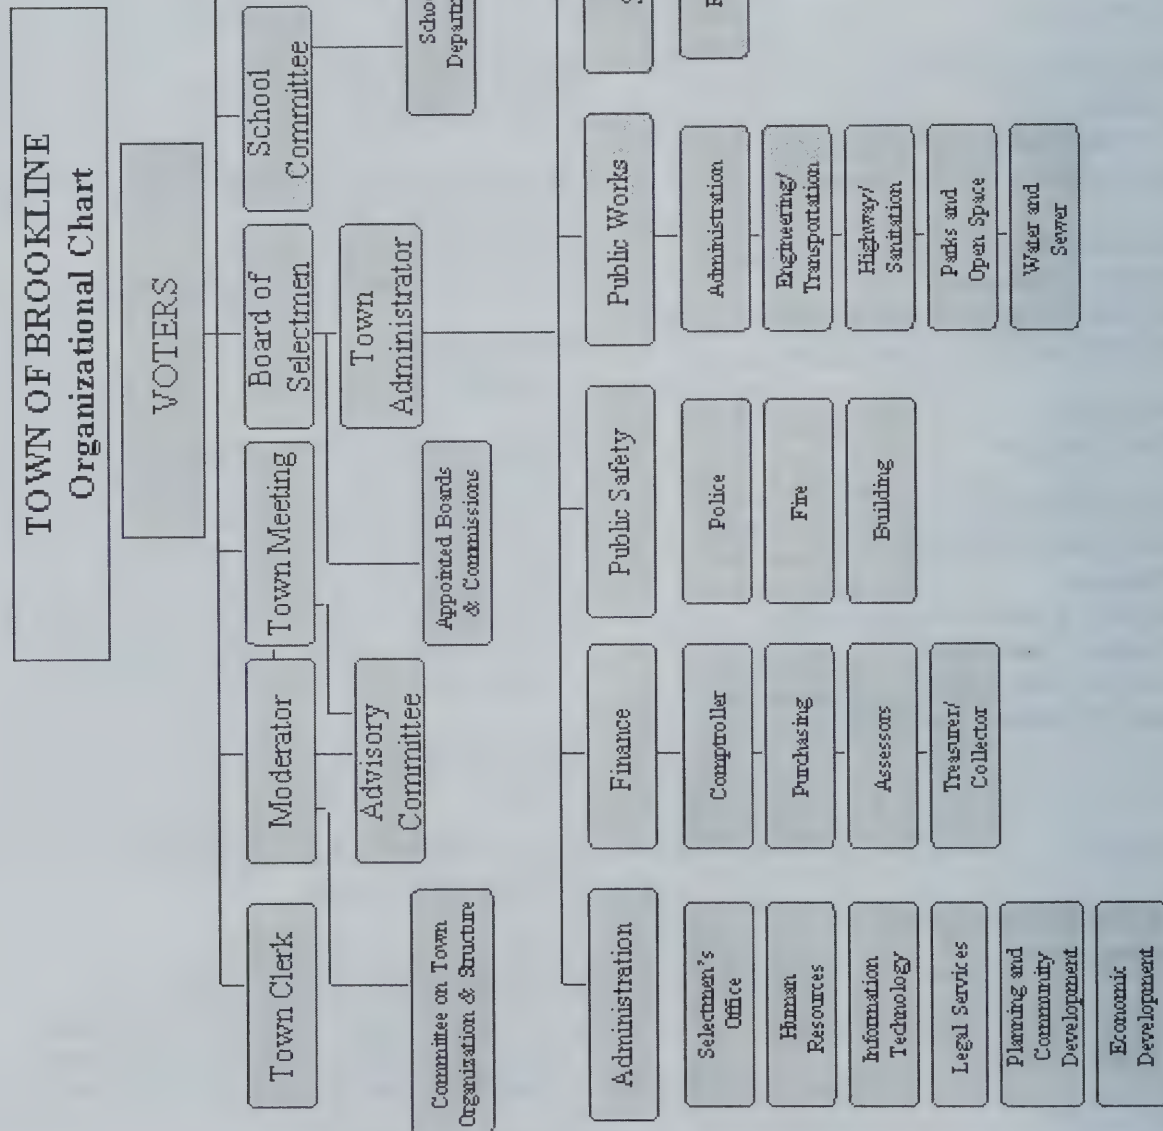 TOWN OF BROOKLINE
Organizational Chart
VOTERS
Town Clerk
Moderator
Town Meeting
Board of
Selectmen
School
Committee
Committee on Town
Organization & Structure
Advisory
Committee
Appointed Boards
& Commissions
Town
Administrator
Administration
Selectmen's
Office
Human
Resources
Information
Technology
Legal Services
Planning and
Community
Development
Economic
Development
Finance
Comptroller
Purchasing
Assessors
Treasurer/
Collector
Public Safety
Police
Fire
Building
Public Works
Administration
Engineering/
Transportation
Highway/
Sanitation
Parks and
Open Space
Water and
Sewer